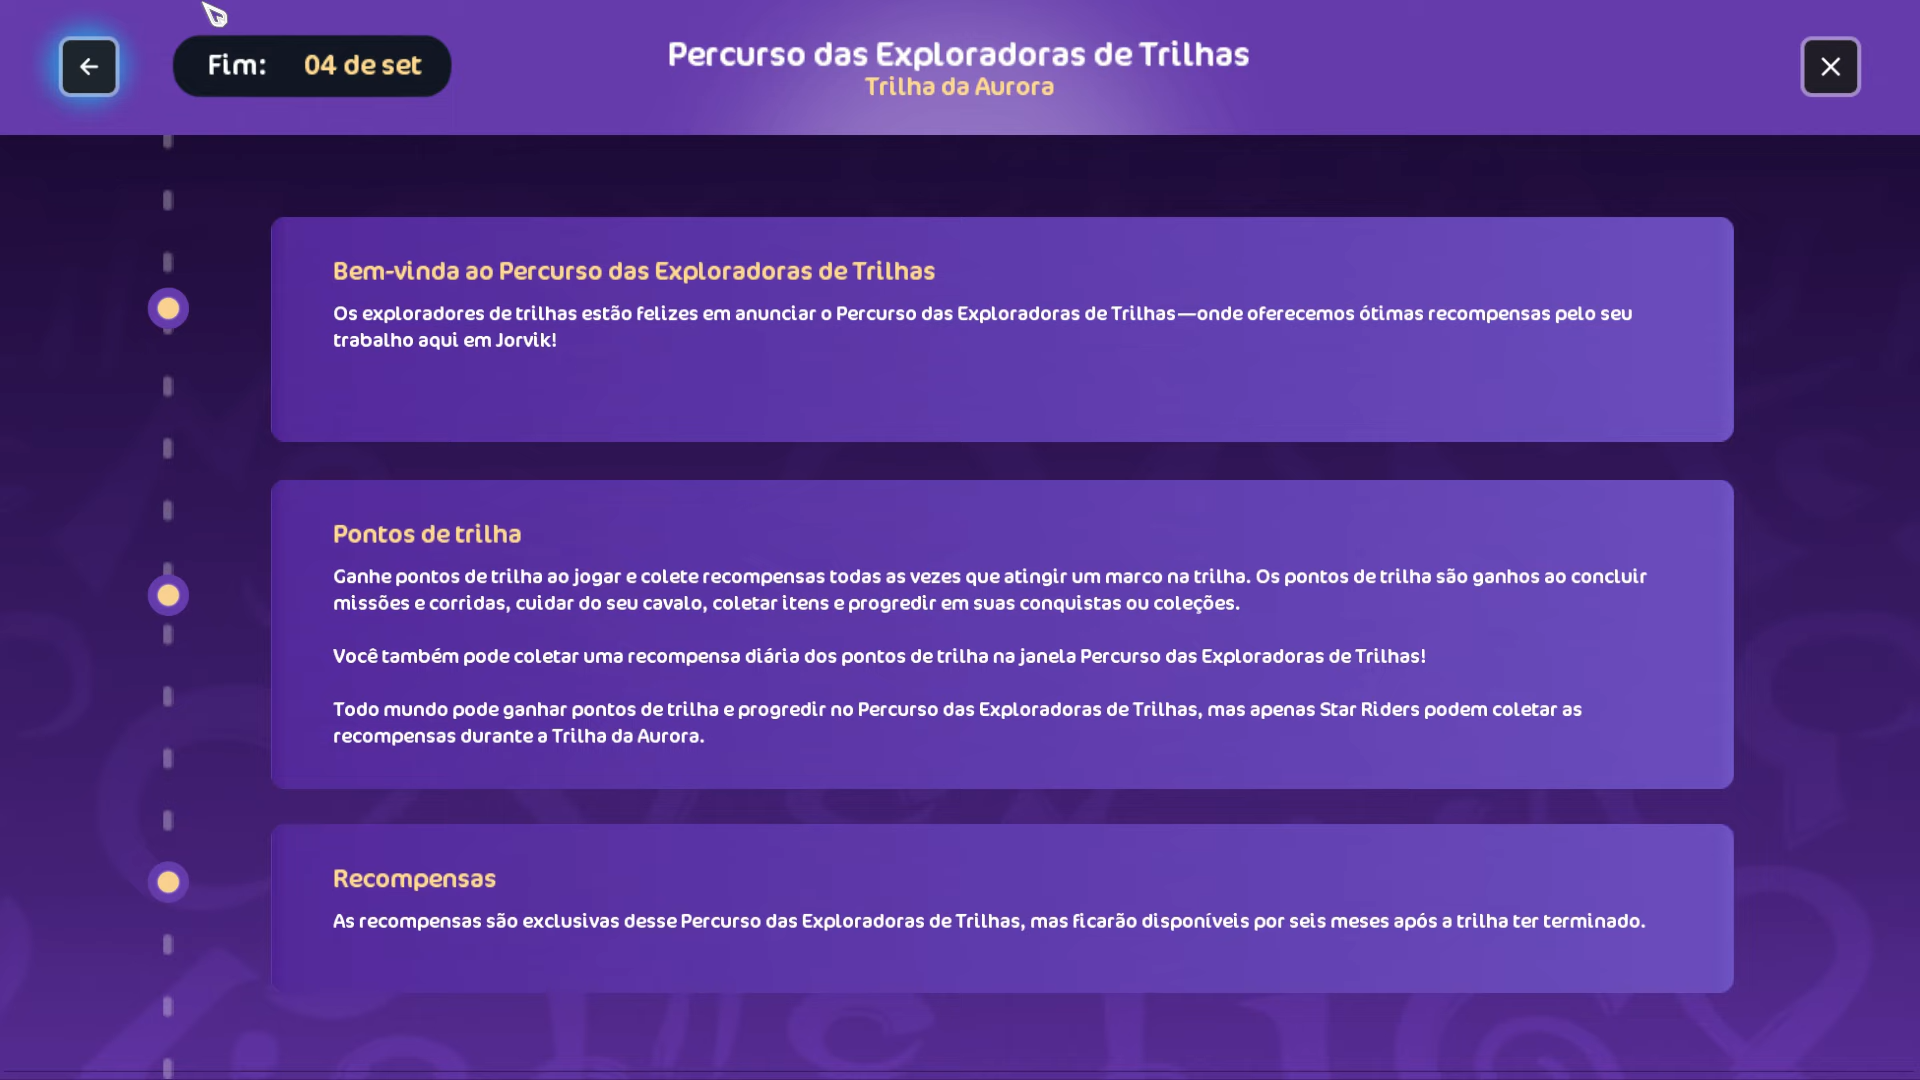 Fim: 04 de set
Percurso das Exploradoras de Trilhas
Trilha da Aurora
Bem-vinda ao Percurso das Exploradoras de Trilhas
Os exploradores de trilhas estão felizes em anunciar o Percurso das Exploradoras de Trilhas—onde oferecemos ótimas recompensas pelo seu
trabalho aqui em Jorvik!
Pontos de trilha
Ganhe pontos de trilha ao jogar e colete recompensas todas as vezes que atingir um marco na trilha. Os pontos de trilha são ganhos ao concluir
missões e corridas, cuidar do seu cavalo, coletar itens e progredir em suas conquistas ou coleções.
Você também pode coletar uma recompensa diária dos pontos de trilha na janela Percurso das Exploradoras de Trilhas!
Todo mundo pode ganhar pontos de trilha e progredir no Percurso das Exploradoras de Trilhas, mas apenas Star Riders podem coletar as
recompensas durante a Trilha da Aurora.
Recompensas
As recompensas são exclusivas desse Percurso das Exploradoras de Trilhas, mas ficarão disponíveis por seis meses após a trilha ter terminado.